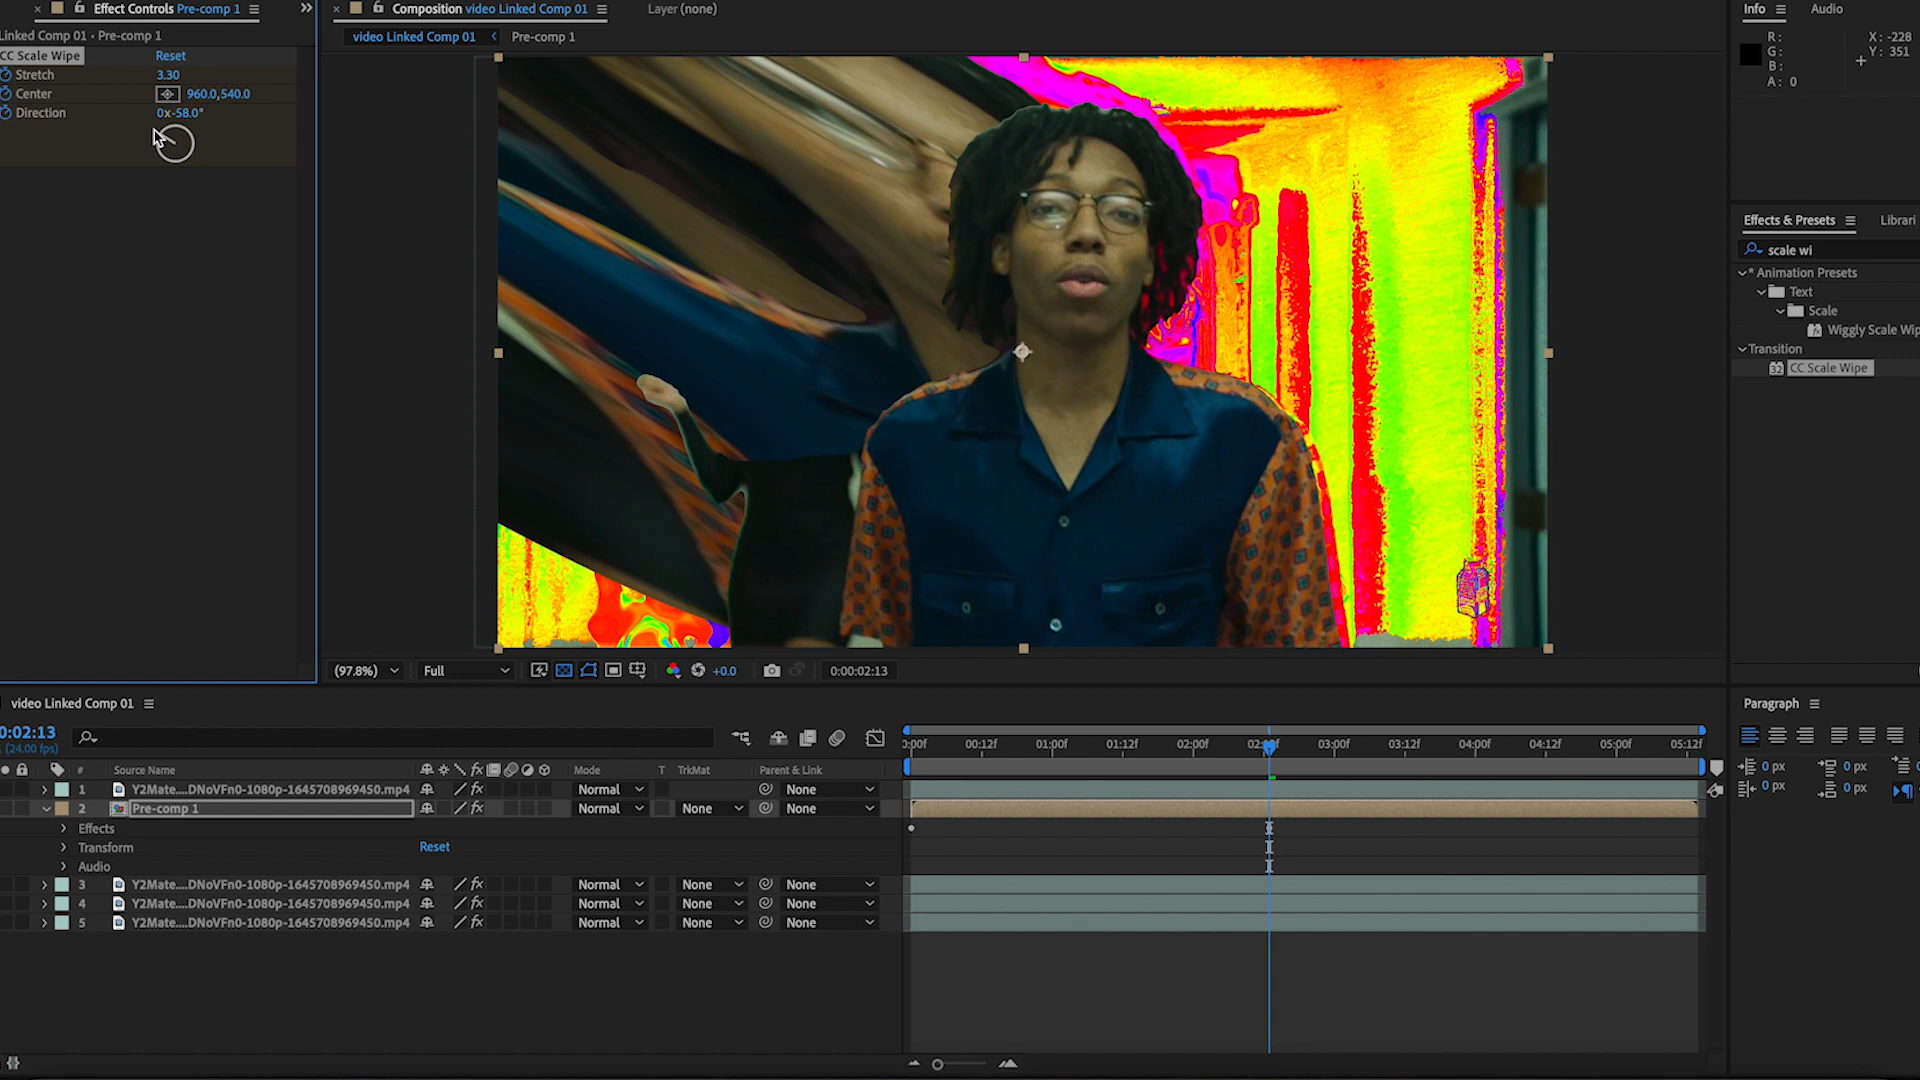 Effect Controls Pre-comp 1
Composition video Linked Comp 01
Layer (none)
Info
Audio
Linked Comp 01 • Pre-comp 1
video Linked Comp 01
Pre-comp 1
R:
G:
B:
A: 0
X: -228
Y: 351
CC Scale Wipe
Reset
Stretch
3.30
Center
960.0,540.0
Direction
0x-58.0°
Effects & Presets
Librari
scale wi
* Animation Presets
Text
Scale
Wiggly Scale Wip
Transition
32
CC Scale Wipe
(97.8%)
Full
+0.0
0:00:02:13
video Linked Comp 01
Paragraph
0:02:13
(24.00 fps)
0:00f
00:12f
01:00f
01:12f
02:00f
03:00f
03:12f
04:00f
04:12f
05:00f
05:12f
0 px
0 px
0 px
0 px
#
Source Name
Mode
T
TrkMat
Parent & Link
1
Y2Mate....DNoVFn0-1080p-1645708969450.mp4
Normal
None
2
Pre-comp 1
Normal
None
None
Effects
Transform
Reset
Audio
3
Y2Mate....DNoVFn0-1080p-1645708969450.mp4
Normal
None
None
4
Y2Mate....DNoVFn0-1080p-1645708969450.mp4
Normal
None
None
5
Y2Mate....DNoVFn0-1080p-1645708969450.mp4
Normal
None
None